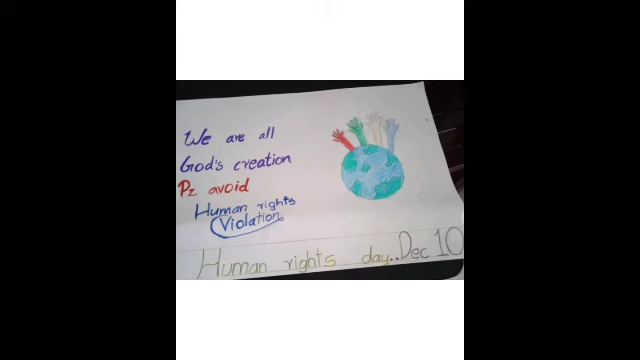 We are all
God's creation
Pz avoid
Human rights
Violation
Human rights day..Dec 10